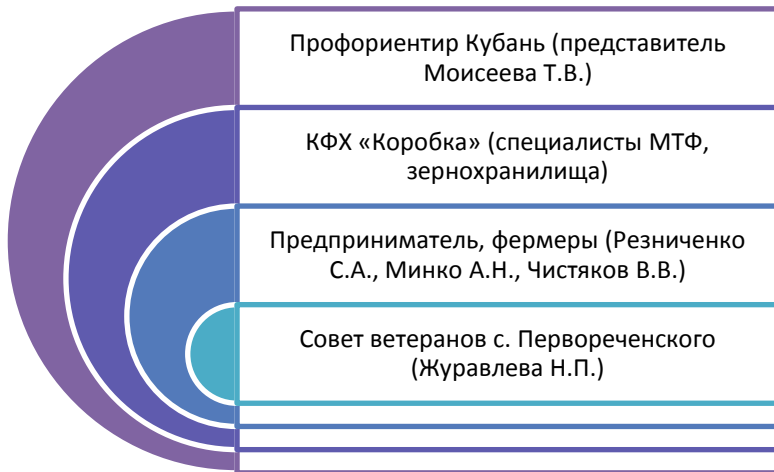 Профориентир Кубань (представитель
Моисеева Т.В.)
КФХ «Коробка» (специалисты МТФ,
зернохранилища)
Предприниматель, фермеры (Резниченко
С.А., Минко А.Н., Чистяков В.В.)
Совет ветеранов с. Первореченского
(Журавлева Н.П.)